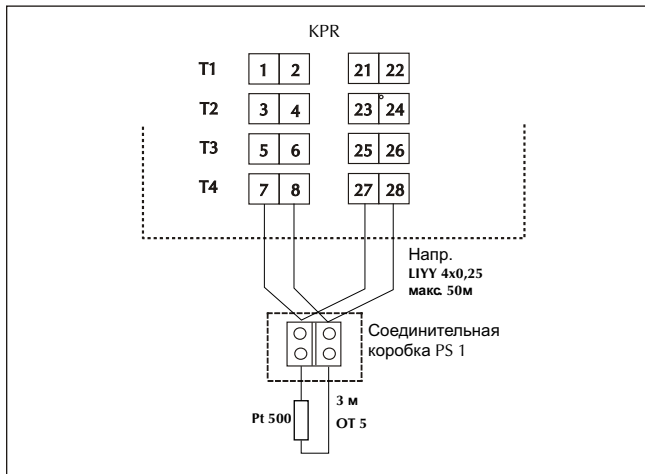 KPR
T1 1 2 21 22
T2 3 4 23 24
T3 5 6 25 26
T4 7 8 27 28
Напр.
LIYY 4x0,25
макс. 50м
Соединительная
коробка PS 1
Pt 500
3 м
OT 5